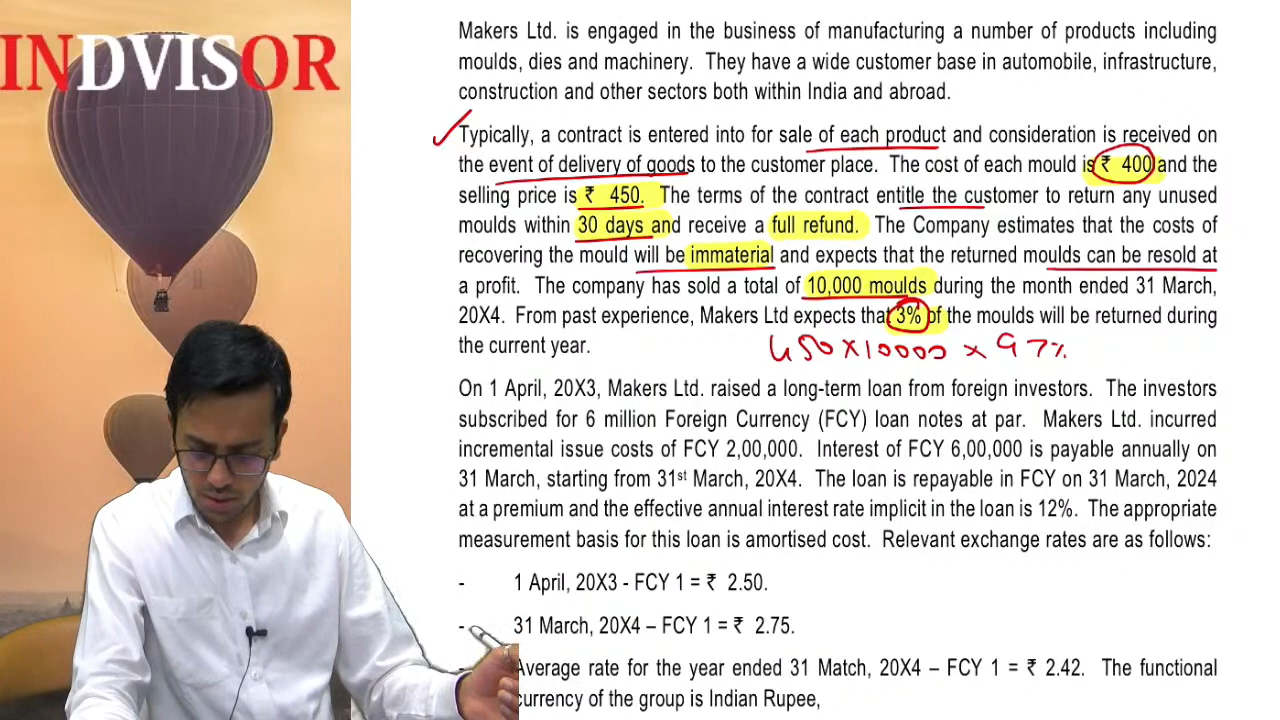 INDVISOR
Makers Ltd. is engaged in the business of manufacturing a number of products including
moulds, dies and machinery. They have a wide customer base in automobile, infrastructure,
construction and other sectors both within India and abroad.
Typically, a contract is entered into for sale of each product and consideration is received on
the event of delivery of goods to the customer place. The cost of each mould is ₹ 400 and the
selling price is ₹ 450. The terms of the contract entitle the customer to return any unused
moulds within 30 days and receive a full refund. The Company estimates that the costs of
recovering the mould will be immaterial and expects that the returned moulds can be resold at
a profit. The company has sold a total of 10,000 moulds during the month ended 31 March,
20X4. From past experience, Makers Ltd expects that 3% of the moulds will be returned during
the current year.
450 x 10000 x 97%
On 1 April, 20X3, Makers Ltd. raised a long-term loan from foreign investors. The investors
subscribed for 6 million Foreign Currency (FCY) loan notes at par. Makers Ltd. incurred
incremental issue costs of FCY 2,00,000. Interest of FCY 6,00,000 is payable annually on
31 March, starting from 31st March, 20X4. The loan is repayable in FCY on 31 March, 2024
at a premium and the effective annual interest rate implicit in the loan is 12%. The appropriate
measurement basis for this loan is amortised cost. Relevant exchange rates are as follows:
- 1 April, 20X3 - FCY 1 = ₹ 2.50.
- 31 March, 20X4 – FCY 1 = ₹ 2.75.
Average rate for the year ended 31 Match, 20X4 – FCY 1 = ₹ 2.42. The functional
currency of the group is Indian Rupee,